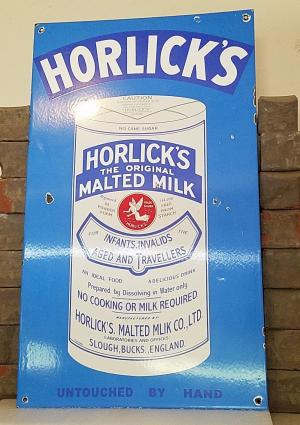 HORLICK'S
CAUTION
NO CANE SUGAR
HORLICK'S
THE ORIGINAL
MALTED MILK
FOR INFANTS, INVALIDS THE
AGED AND TRAVELLERS
AN IDEAL FOOD. A DELICIOUS DRINK
Prepared by Dissolving in Water only
NO COOKING OR MILK REQUIRED
MANUFACTURED BY
HORLICK'S MALTED MLIK CO., LTD.
LABORATORIES AND OFFICES
SLOUGH, BUCKS., ENGLAND.
UNTOUCHED BY HAND